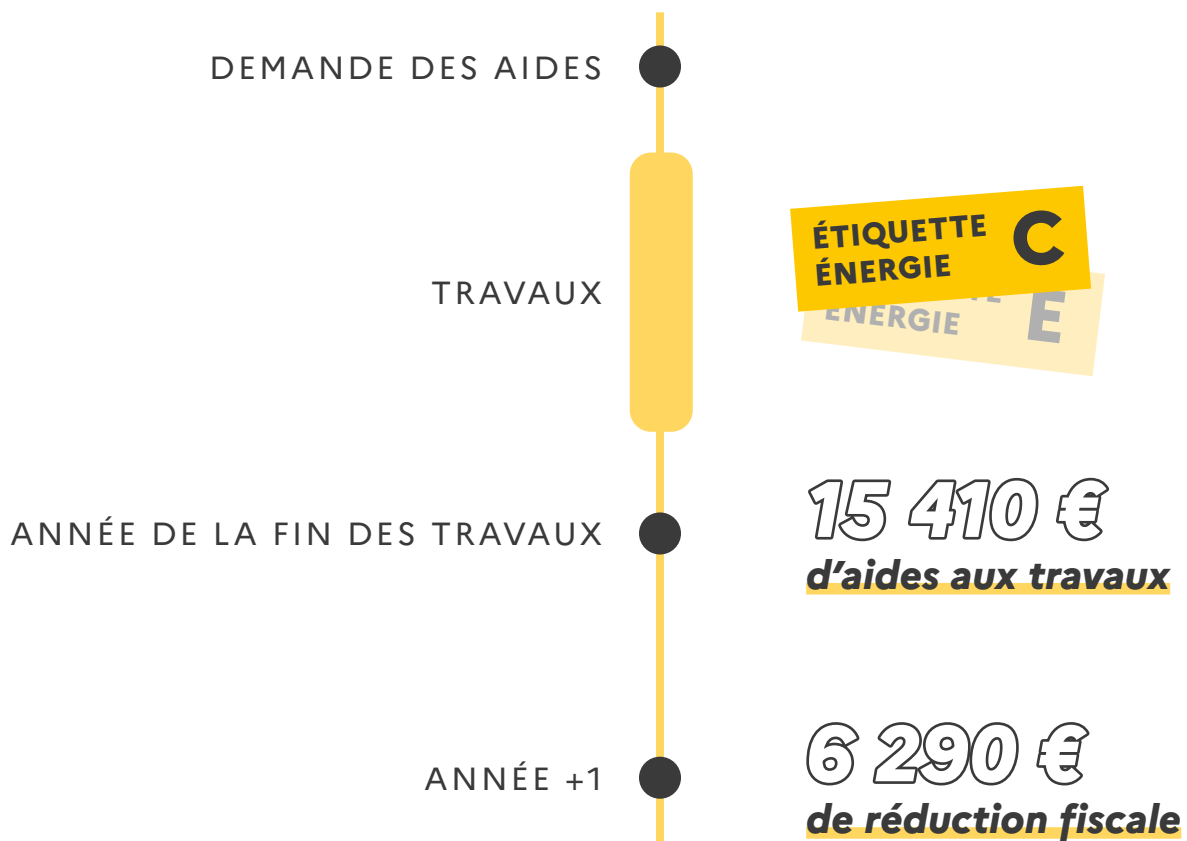 DEMANDE DES AIDES
TRAVAUX
ÉTIQUETTE
ÉNERGIE
C
ÉNERGIE
E
ANNÉE DE LA FIN DES TRAVAUX
15 410 €
d'aides aux travaux
ANNÉE +1
6 290 €
de réduction fiscale